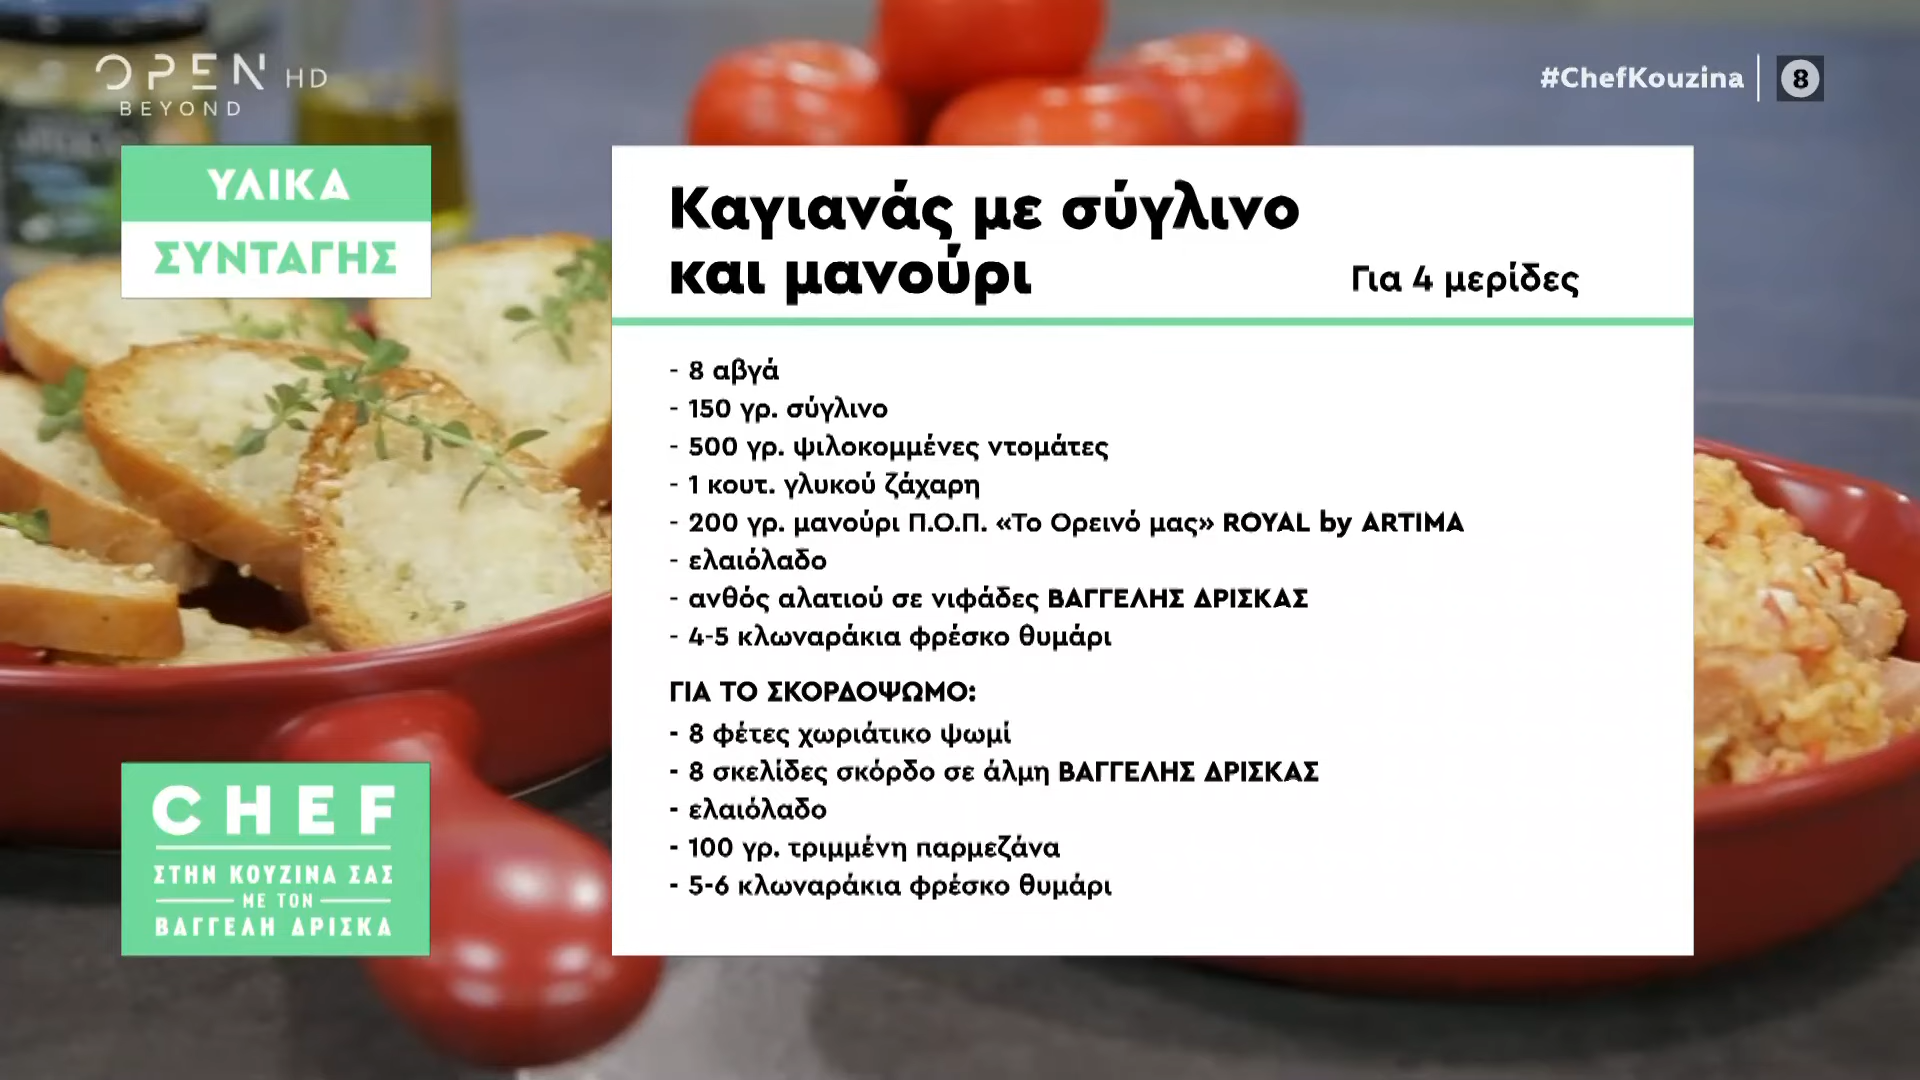 OPEN HD
BEYOND
#ChefKouzina
8
ΥΛΙΚΑ
ΣΥΝΤΑΓΗΣ
Καγιανάς με σύγλινο
και μανούρι
Για 4 μερίδες
- 8 αβγά
- 150 γρ. σύγλινο
- 500 γρ. ψιλοκομμένες ντομάτες
- 1 κουτ. γλυκού ζάχαρη
- 200 γρ. μανούρι Π.Ο.Π. «Το Ορεινό μας» ROYAL by ARTIMA
- ελαιόλαδο
- ανθός αλατιού σε νιφάδες ΒΑΓΓΕΛΗΣ ΔΡΙΣΚΑΣ
- 4-5 κλωναράκια φρέσκο θυμάρι
ΓΙΑ ΤΟ ΣΚΟΡΔΟΨΩΜΟ:
- 8 φέτες χωριάτικο ψωμί
- 8 σκελίδες σκόρδο σε άλμη ΒΑΓΓΕΛΗΣ ΔΡΙΣΚΑΣ
- ελαιόλαδο
- 100 γρ. τριμμένη παρμεζάνα
- 5-6 κλωναράκια φρέσκο θυμάρι
CHEF
ΣΤΗΝ ΚΟΥΖΙΝΑ ΣΑΣ
ΜΕ ΤΟΝ
ΒΑΓΓΕΛΗ ΔΡΙΣΚΑ